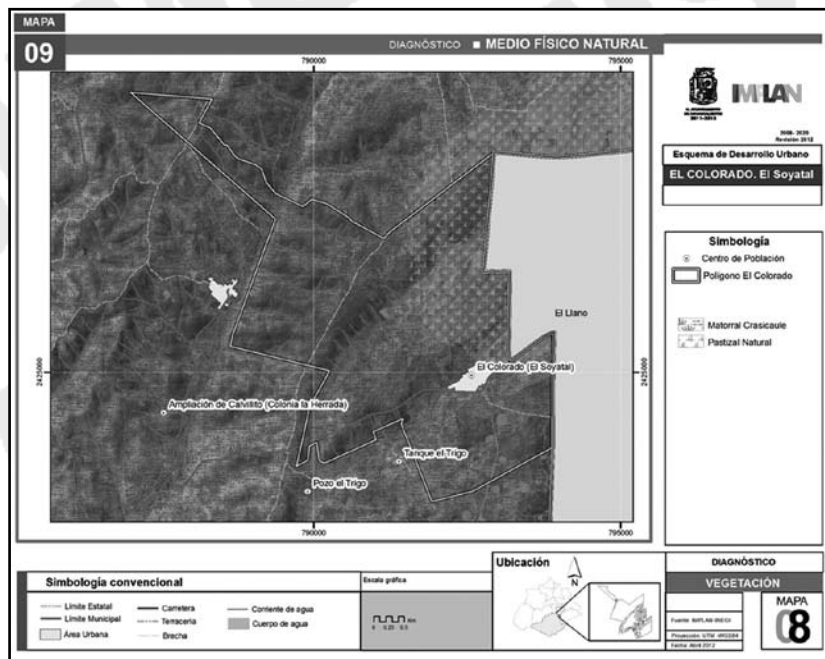 MAPA
09
DIAGNÓSTICO ■ MEDIO FÍSICO NATURAL
790000
795000
IMPLAN
2011-2013
Revisión 2012
Esquema de Desarrollo Urbano
EL COLORADO. El Soyatal
Simbología
Centro de Población
Polígono El Colorado
Matorral Crasicaule
Pastizal Natural
El Llano
2425000
2425000
El Colorado (El Soyatal)
Ampliación de Calvillito (Colonia la Herrada)
Tanque el Trigo
Pozo el Trigo
790000
795000
Simbología convencional
Límite Estatal
Carretera
Corriente de agua
Límite Municipal
Terracería
Cuerpo de agua
Área Urbana
Brecha
Escala gráfica
Ubicación
N
DIAGNÓSTICO
VEGETACIÓN
Fuente: IMPLAN-INEGI
Proyección: UTM WGS84
Fecha: Abril 2012
MAPA
08